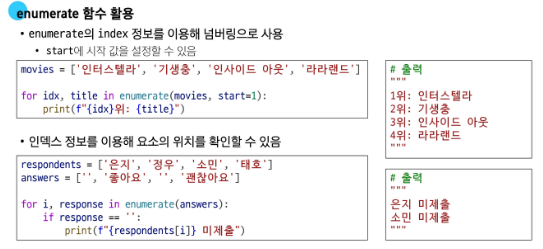 enumerate 함수 활용
• enumerate의 index 정보를 이용해 넘버링으로 사용
• start에 시작 값을 설정할 수 있음
movies = ['인터스텔라', '기생충', '인사이드 아웃', '라라랜드']
for idx, title in enumerate(movies, start=1):
print(f"{idx}위: {title}")
# 출력
"""
1위: 인터스텔라
2위: 기생충
3위: 인사이드 아웃
4위: 라라랜드
"""
• 인덱스 정보를 이용해 요소의 위치를 확인할 수 있음
respondents = ['은지', '정우', '소민', '태호']
answers = ['', '좋아요', '', '괜찮아요']
for i, response in enumerate(answers):
if response == '':
print(f"{respondents[i]} 미제출")
# 출력
"""
은지 미제출
소민 미제출
"""